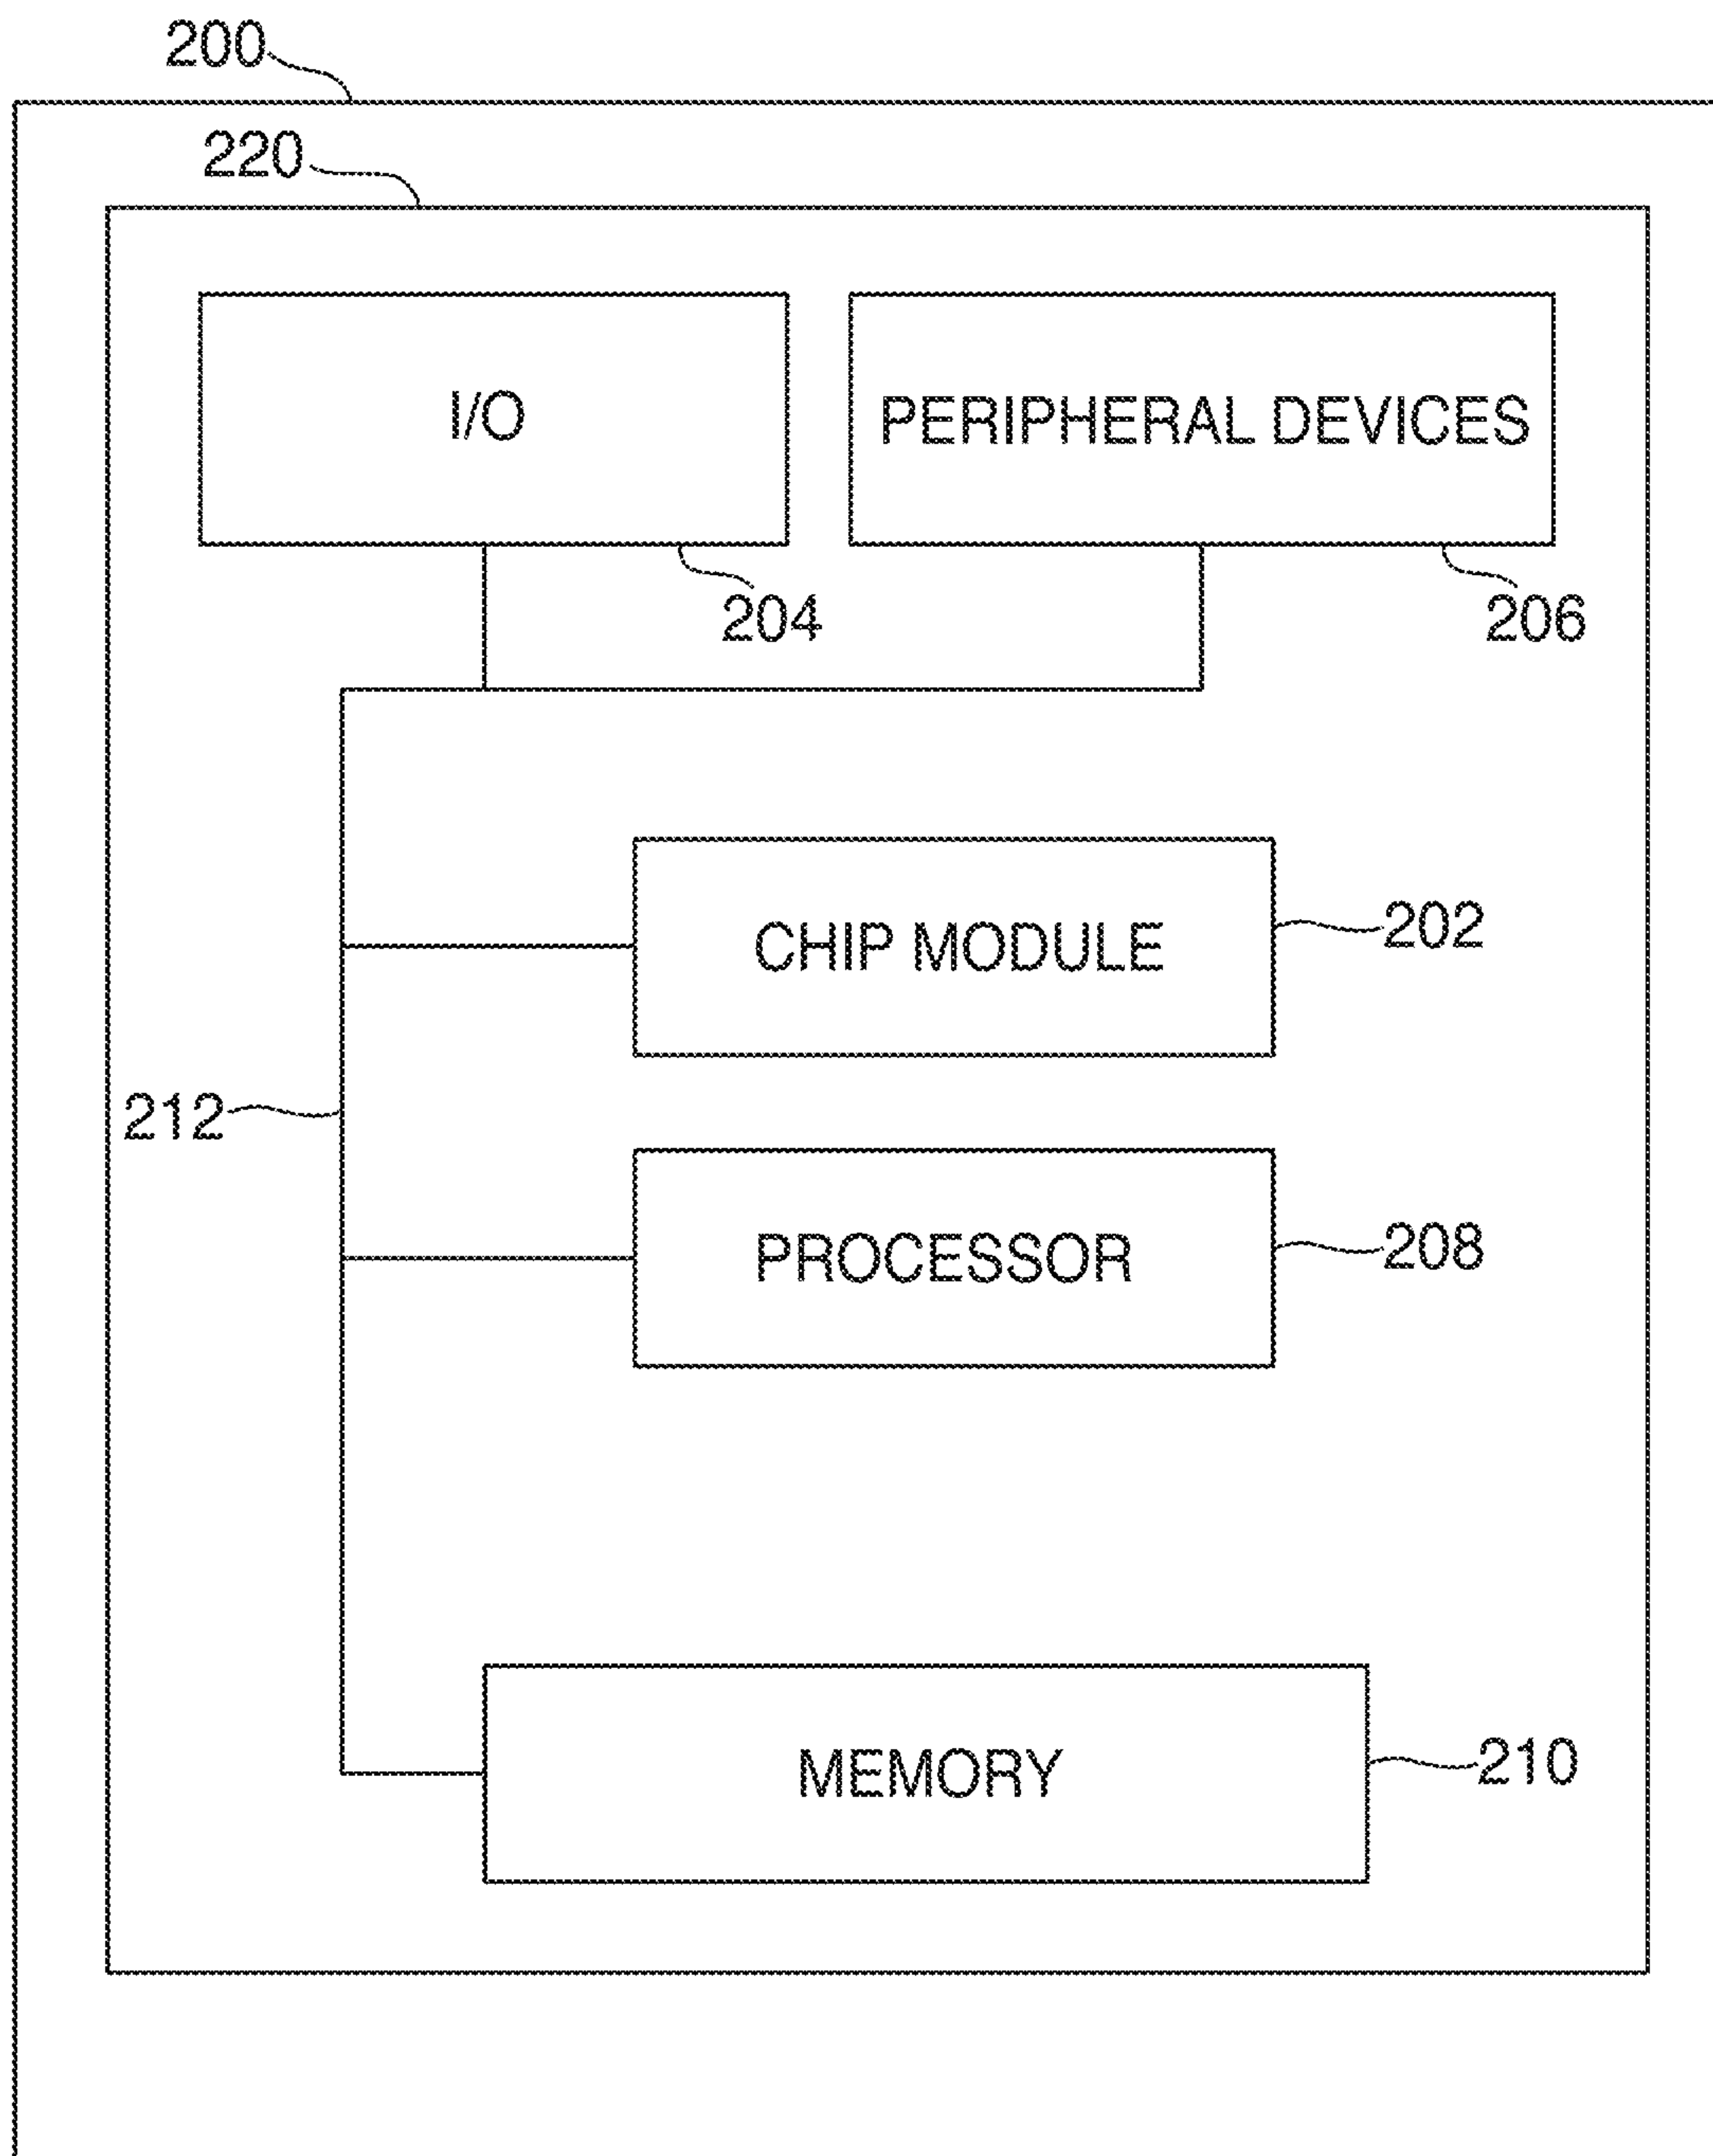 200
220
I/O
PERIPHERAL DEVICES
204
206
CHIP MODULE
202
212
PROCESSOR
208
MEMORY
210